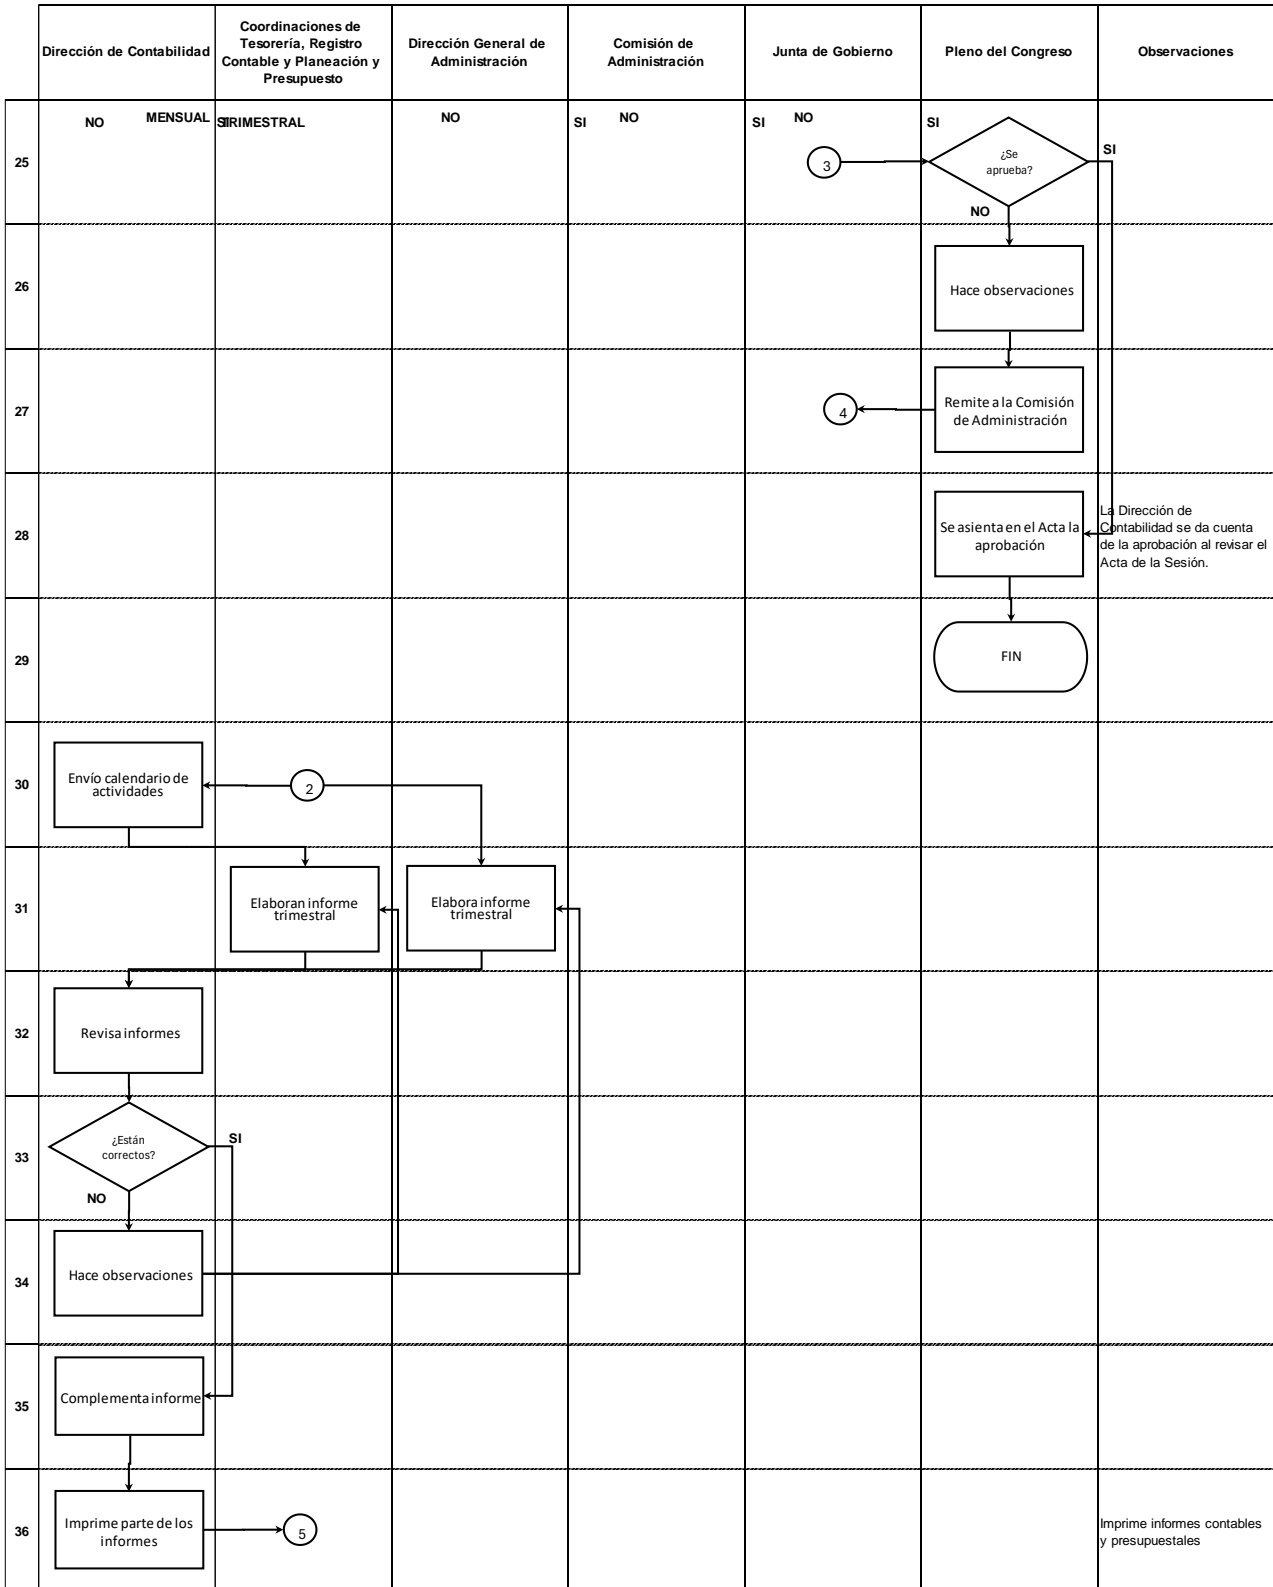 Dirección de Contabilidad
Coordinaciones de
Tesorería, Registro
Contable y Planeación y
Presupuesto
Dirección General de
Administración
Comisión de
Administración
Junta de Gobierno
Pleno del Congreso
Observaciones
NO
MENSUAL
SI
TRIMESTRAL
NO
SI
NO
SI
NO
SI
25
3
¿Se
aprueba?
SI
NO
26
Hace observaciones
27
4
Remite a la Comisión
de Administración
28
Se asienta en el Acta la
aprobación
La Dirección de
Contabilidad se da cuenta
de la aprobación al revisar el
Acta de la Sesión.
29
FIN
30
Envío calendario de
actividades
2
31
Elaboran informe
trimestral
Elabora informe
trimestral
32
Revisa informes
33
¿Están
correctos?
SI
NO
34
Hace observaciones
35
Complementa informe
36
Imprime parte de los
informes
5
Imprime informes contables
y presupuestales